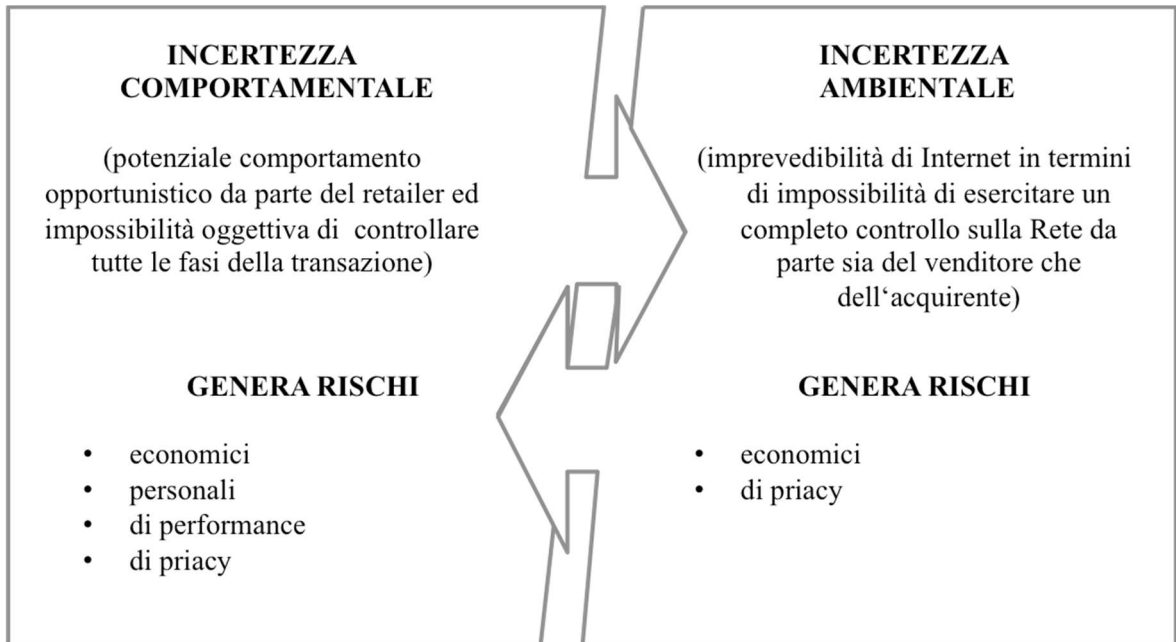 INCERTEZZA
COMPORTAMENTALE
(potenziale comportamento
opportunistico da parte del retailer ed
impossibilità oggettiva di controllare
tutte le fasi della transazione)
GENERA RISCHI
• economici
• personali
• di performance
• di priacy
INCERTEZZA
AMBIENTALE
(imprevedibilità di Internet in termini
di impossibilità di esercitare un
completo controllo sulla Rete da
parte sia del venditore che
dell‘acquirente)
GENERA RISCHI
• economici
• di priacy